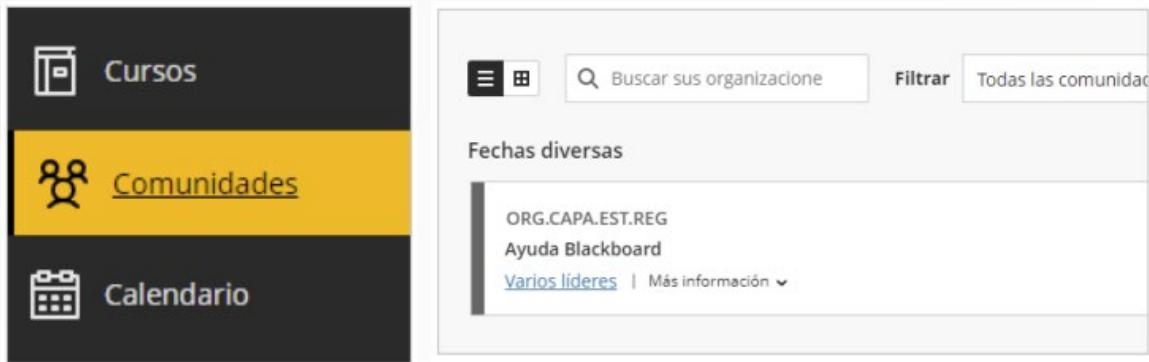 Cursos
Comunidades
Calendario
Buscar sus organizacione Filtrar Todas las comunidad
Fechas diversas
ORG.CAPA.EST.REG
Ayuda Blackboard
Varios líderes | Más información